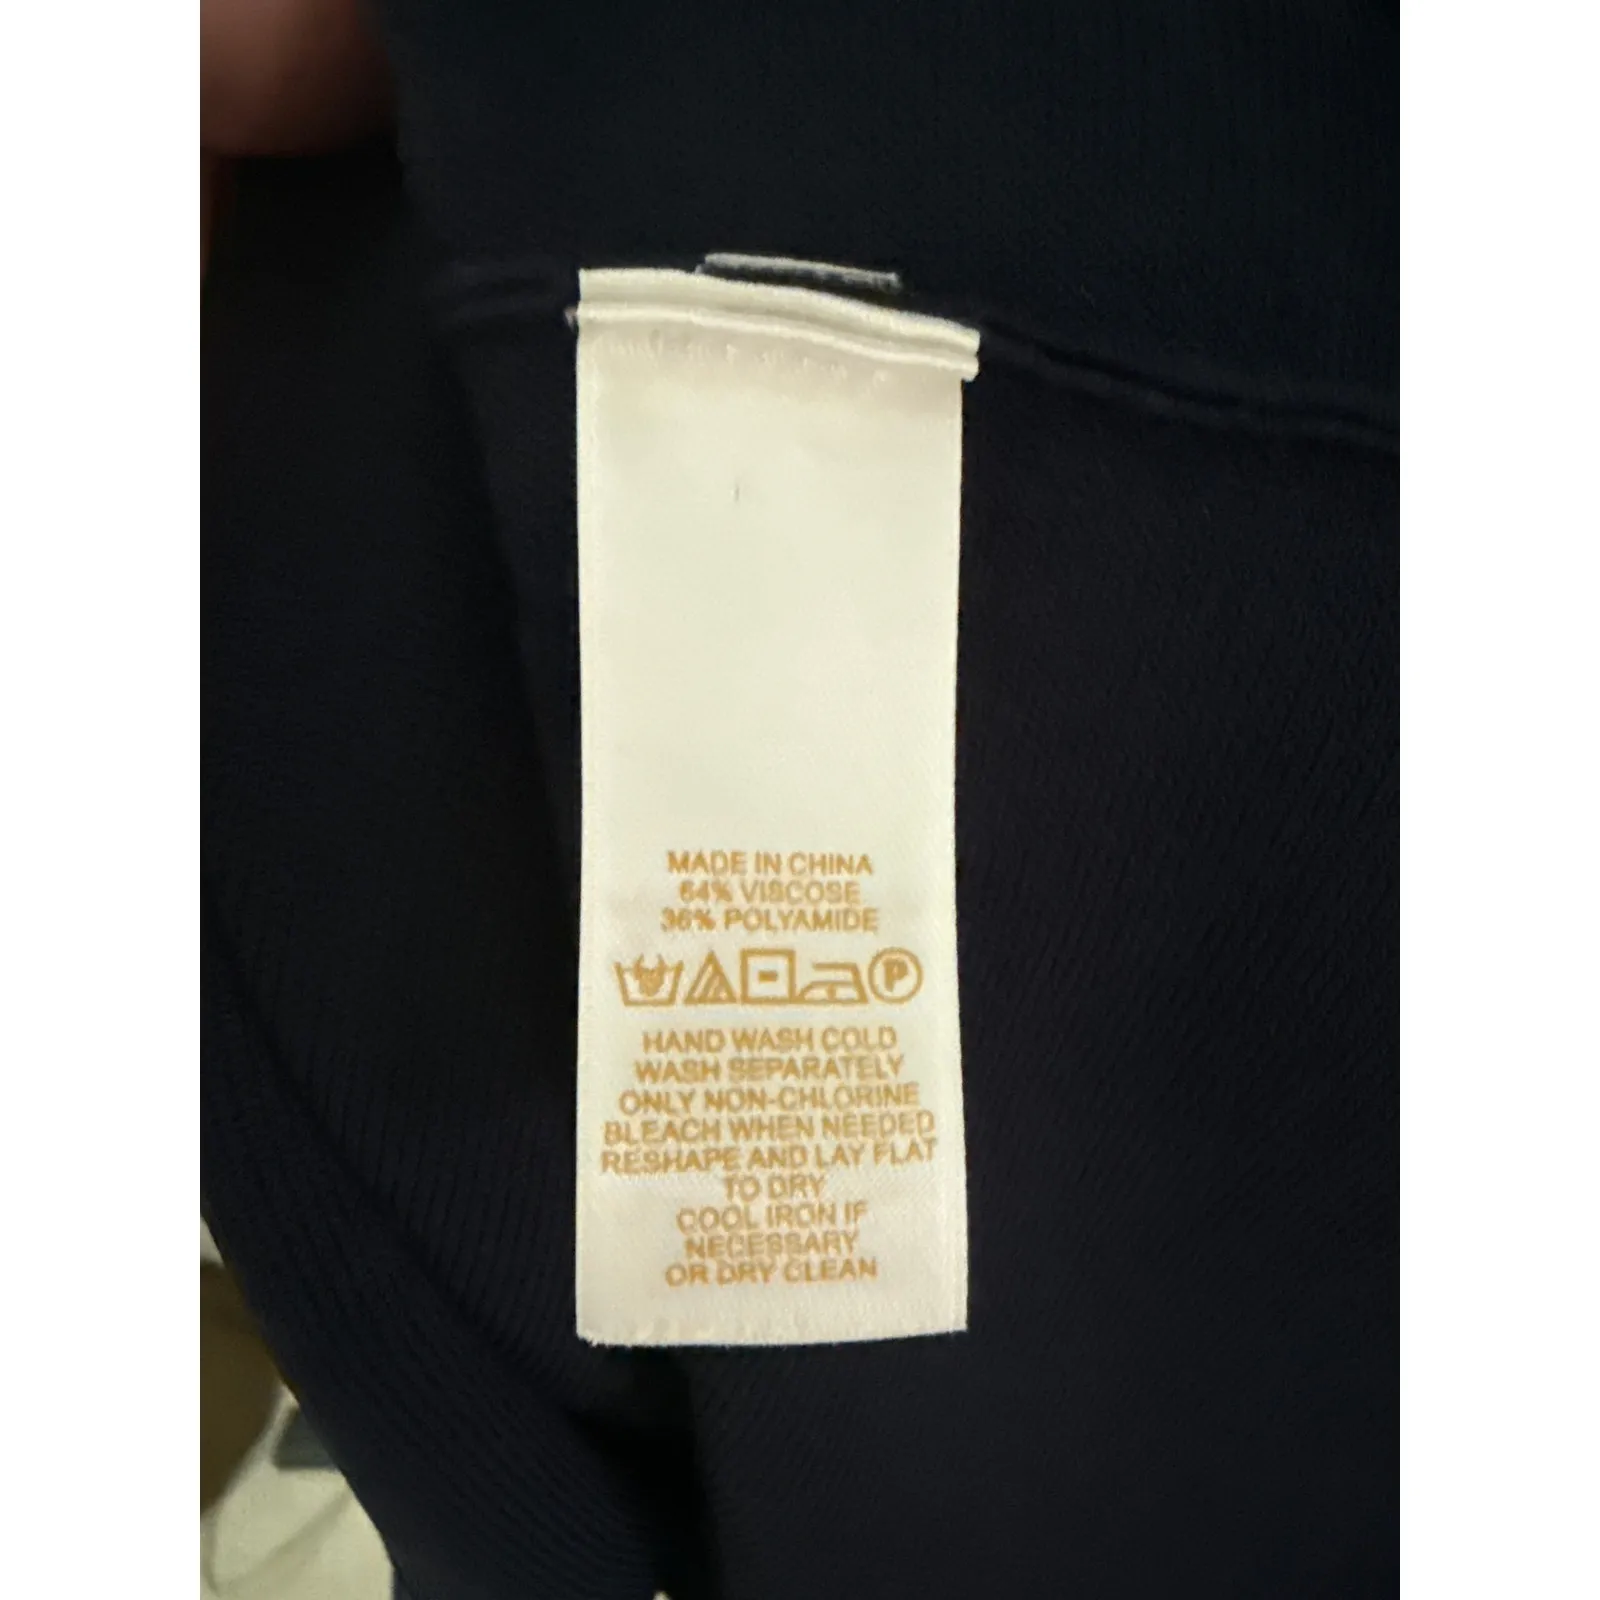 MADE IN CHINA
64% VISCOSE
36% POLYAMIDE
P
HAND WASH COLD
WASH SEPARATELY
ONLY NON-CHLORINE
BLEACH WHEN NEEDED
RESHAPE AND LAY FLAT
TO DRY
COOL IRON IF
NECESSARY
OR DRY CLEAN